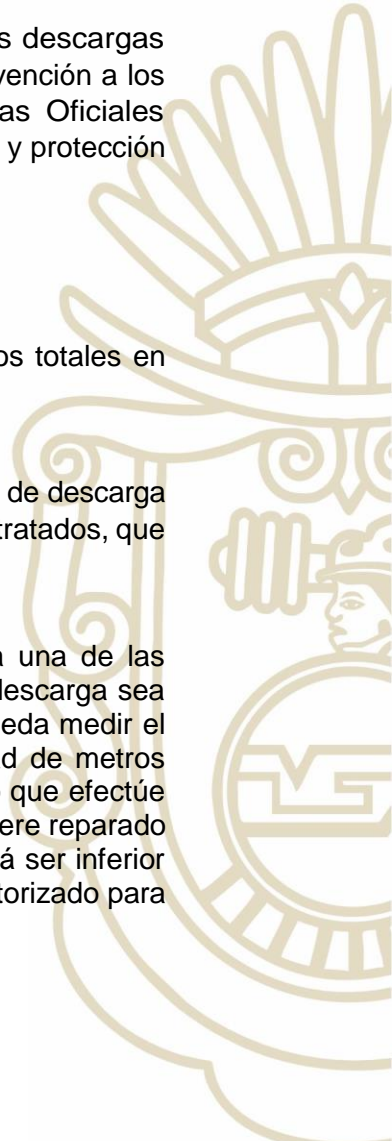 s descargas
vención a los
as Oficiales
y protección
os totales en
de descarga
tratados, que
a una de las
descarga sea
eda medir el
d de metros
o que efectúe
ere reparado
á ser inferior
torizado para